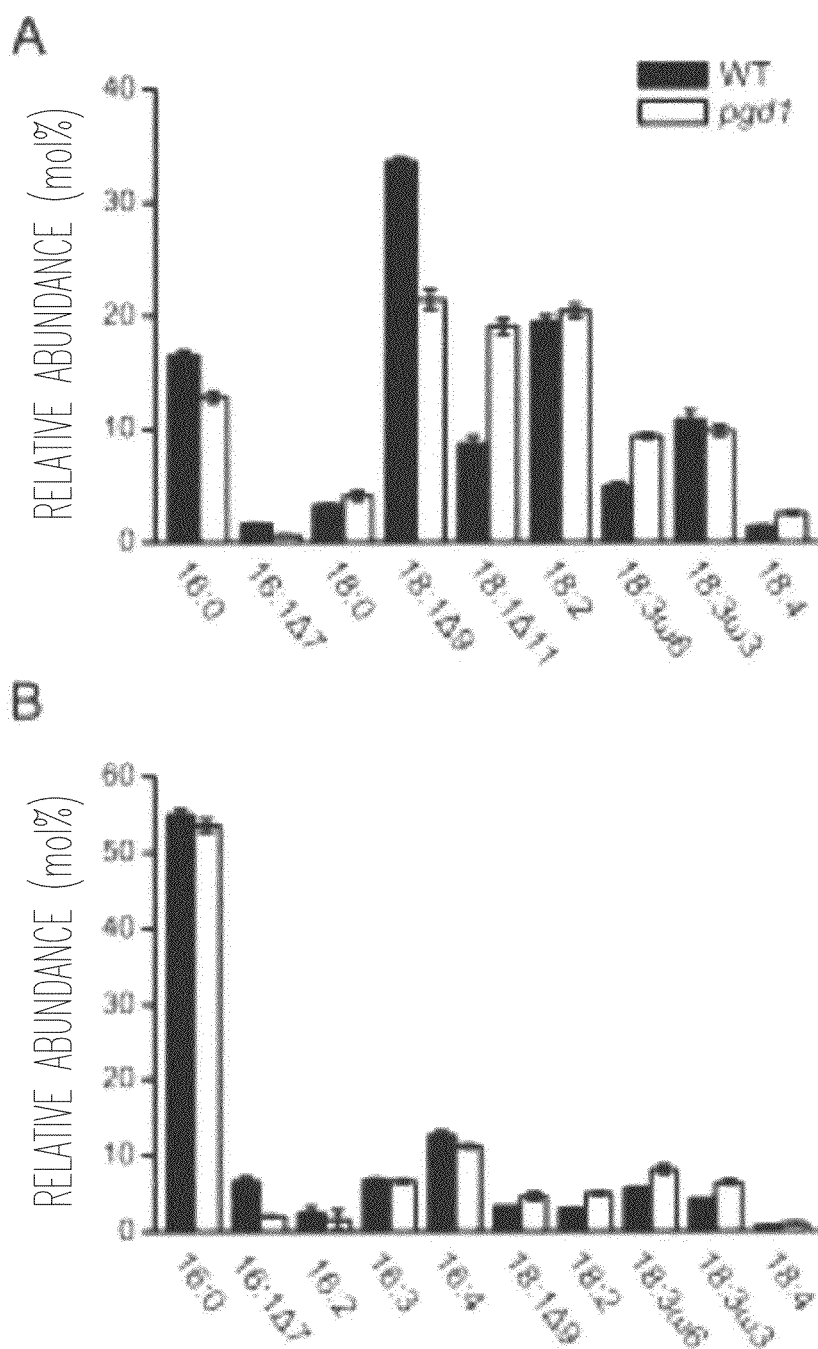 A
WT
pgd1
RELATIVE ABUNDANCE (mol%)
40
30
20
10
0
16:0
16:1Δ7
18:0
18:1Δ9
18:1Δ11
18:2
18:3ω6
18:3ω3
18:4
B
RELATIVE ABUNDANCE (mol%)
60
50
40
30
20
10
0
16:0
16:1Δ7
16:2
16:3
16:4
18:1Δ9
18:2
18:3ω6
18:3ω3
18:4